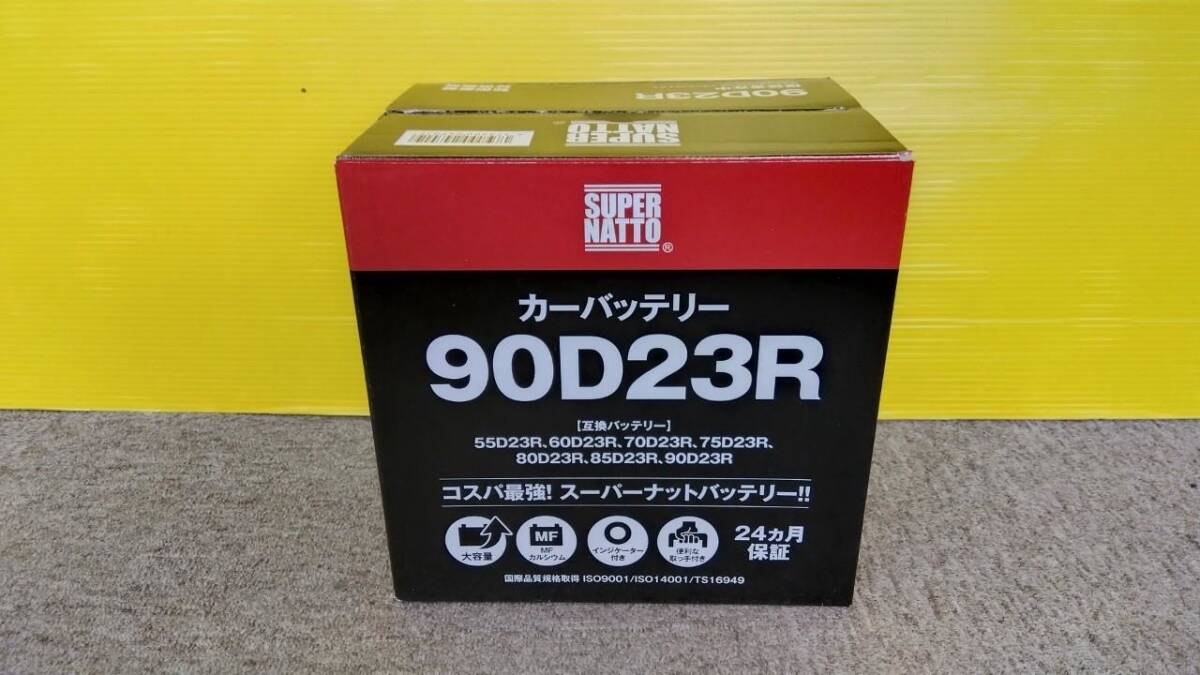 90D23R
SUPER
NATTO
SUPER
NATTO
®
カーバッテリー
90D23R
【互換バッテリー】
55D23R、60D23R、70D23R、75D23R、
80D23R、85D23R、90D23R
コスパ最強! スーパーナットバッテリー!!
大容量
MF
MF
カルシウム
インジケーター
付き
便利な
取っ手付き
24ヵ月
保証
国際品質規格取得 ISO9001/ISO14001/TS16949